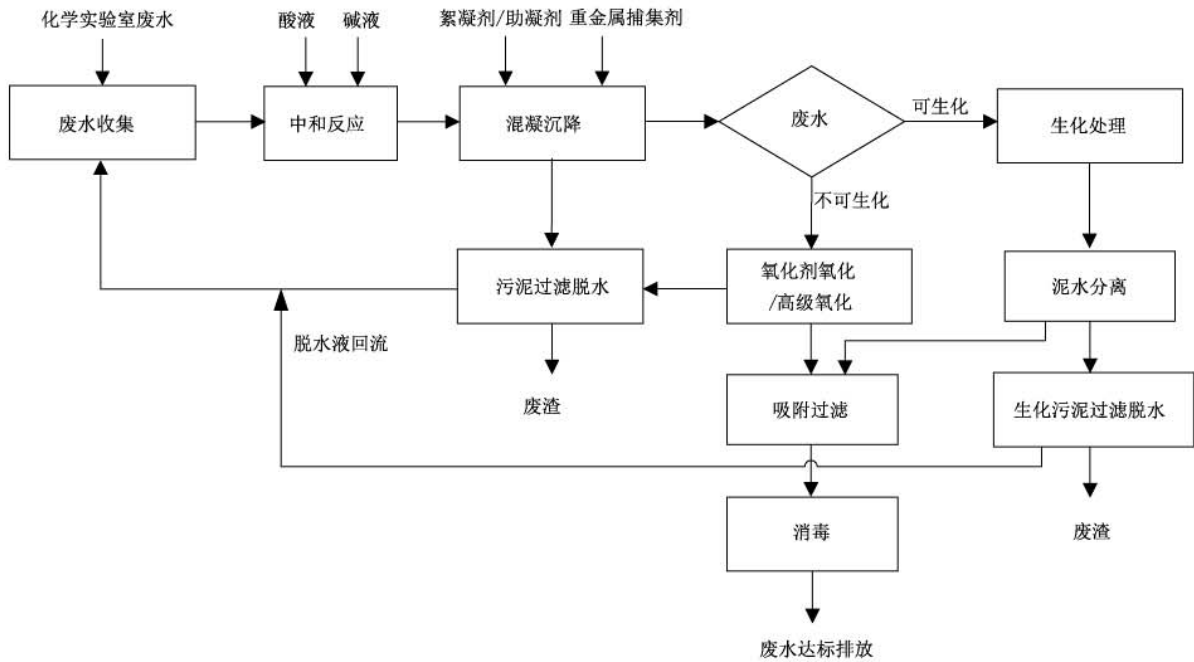 化学实验室废水
酸液
碱液
絮凝剂/助凝剂
重金属捕集剂
废水收集
中和反应
混凝沉降
废水
可生化
生化处理
不可生化
污泥过滤脱水
氧化剂氧化
/高级氧化
泥水分离
脱水液回流
废渣
吸附过滤
生化污泥过滤脱水
消毒
废渣
废水达标排放